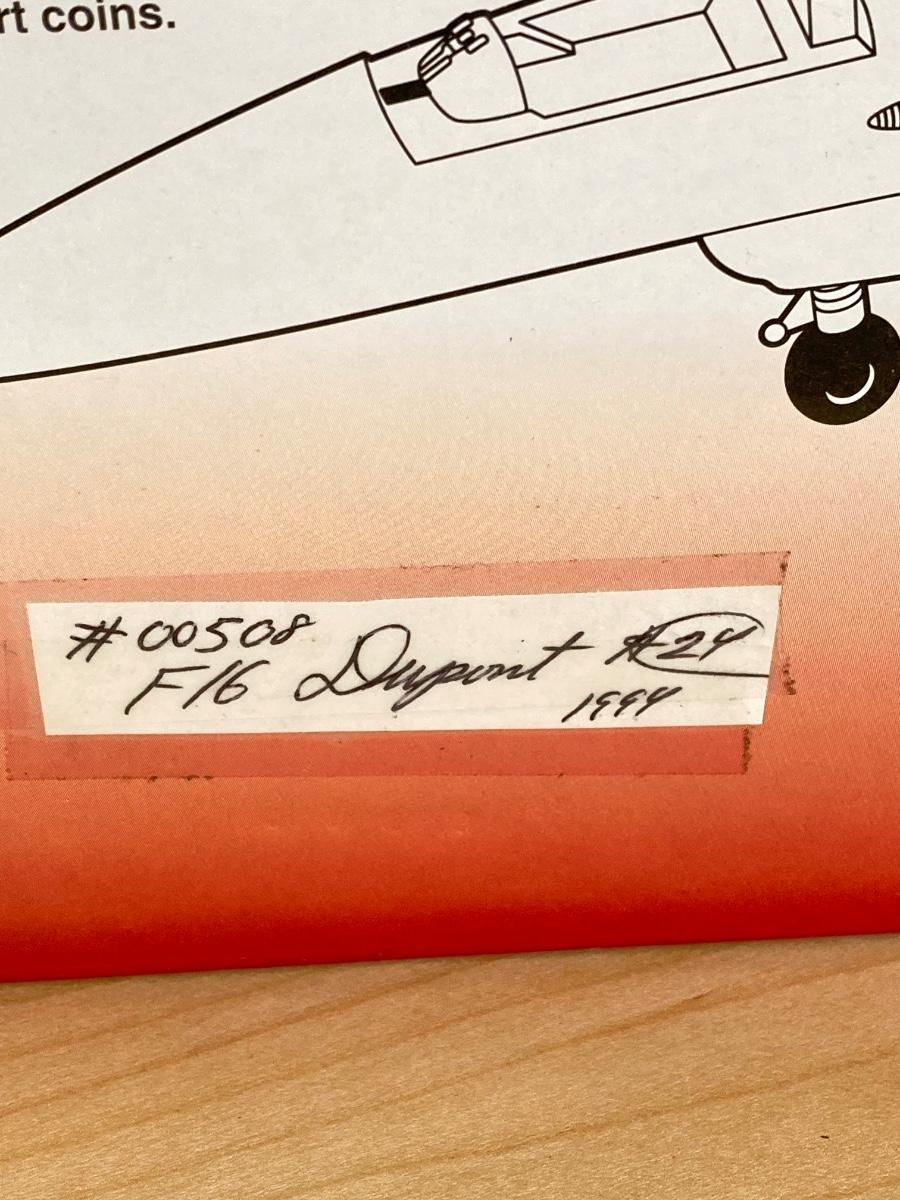 rt coins.
#00508
F16 Dupont #24
1994